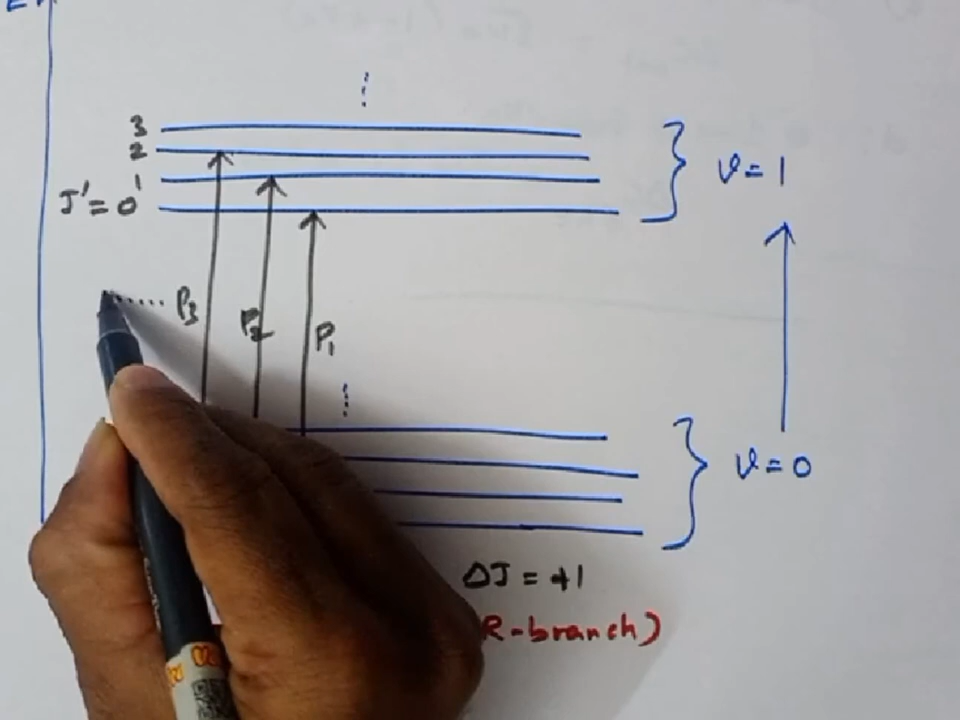 3
2
1
J' = 0
v = 1
..... P3
P2
P1
v = 0
ΔJ = +1
R-branch)